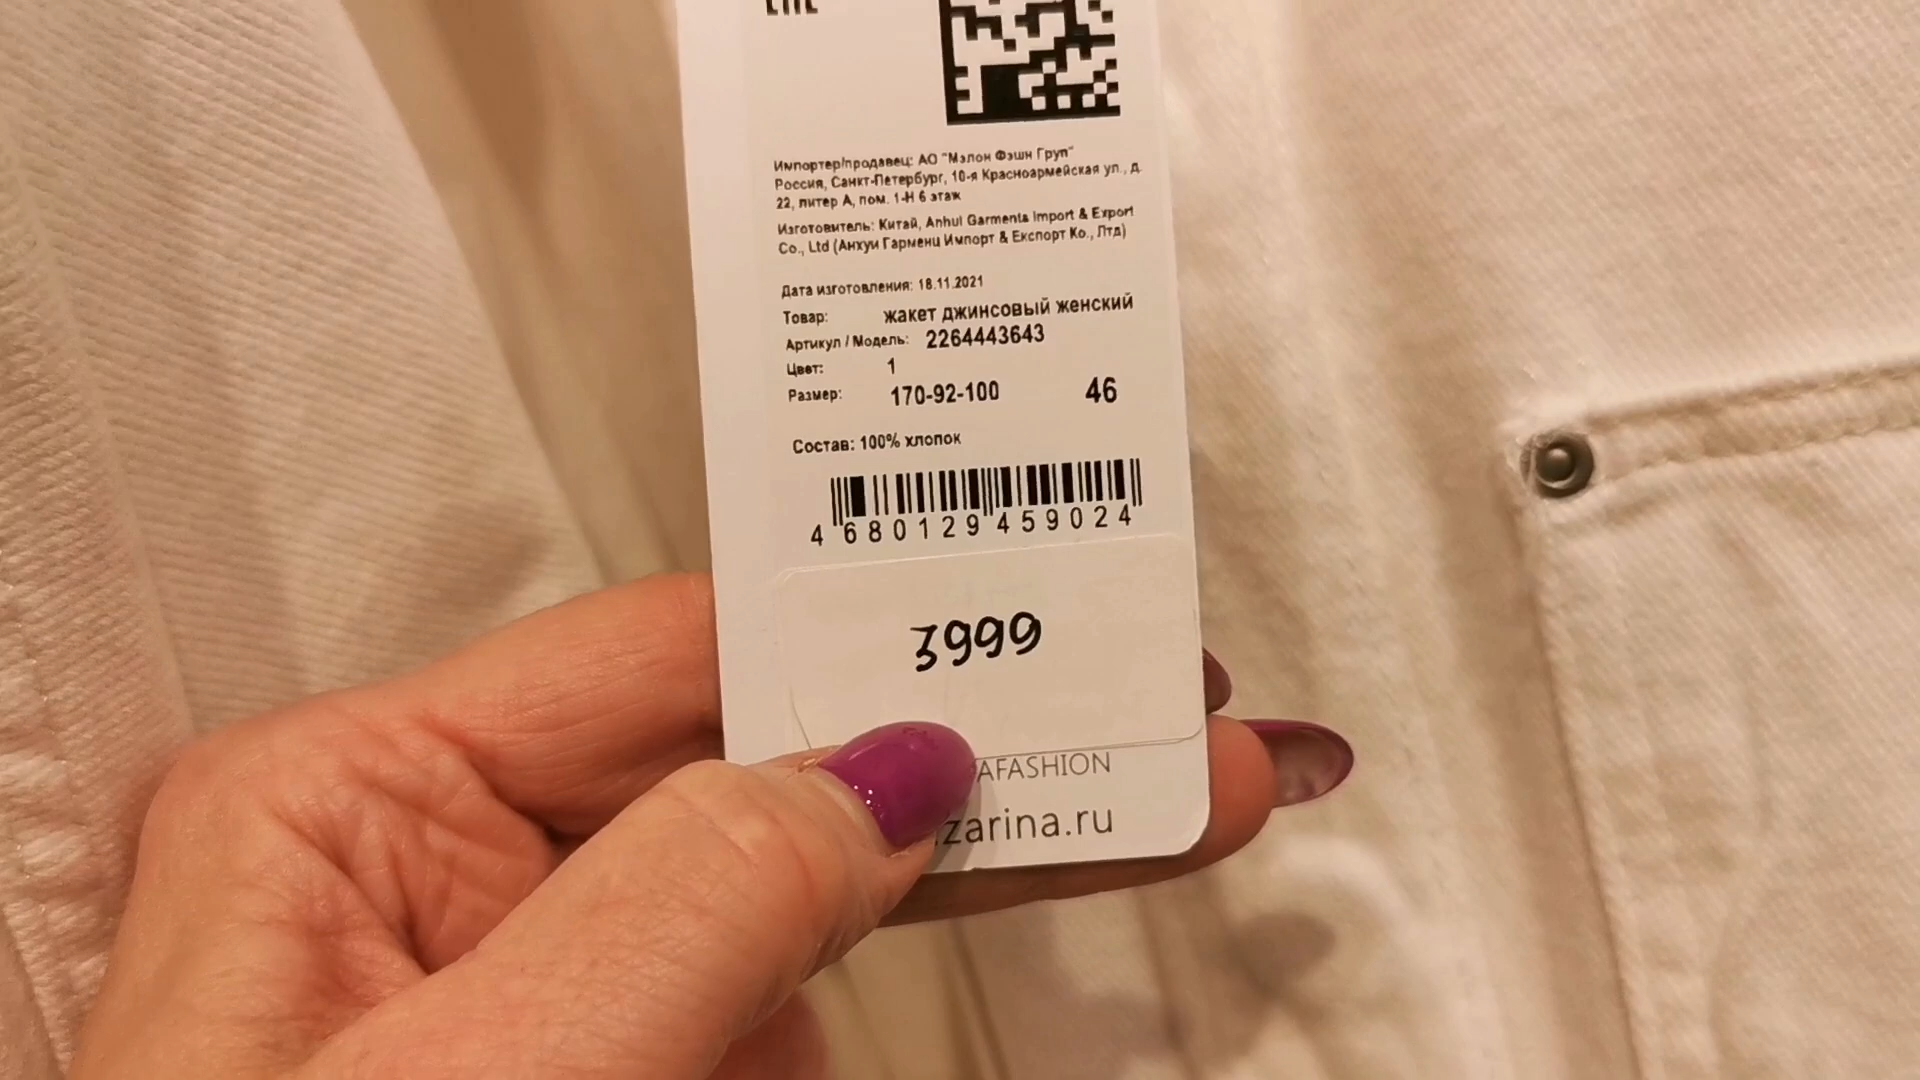 Импортер/продавец: АО "Мэлон Фэшн Груп"
Россия, Санкт-Петербург, 10-я Красноармейская ул., д.
22, литер А, пом. 1-Н 6 этаж
Изготовитель: Китай, Anhui Garments Import & Export
Co., Ltd (Анхуи Гарменц Импорт & Експорт Ко., Лтд)
Дата изготовления: 18.11.2021
Товар: жакет джинсовый женский
Артикул / Модель: 2264443643
Цвет: 1
Размер: 170-92-100 46
Состав: 100% хлопок
4 680129 459024
3999
AFASHION
.zarina.ru